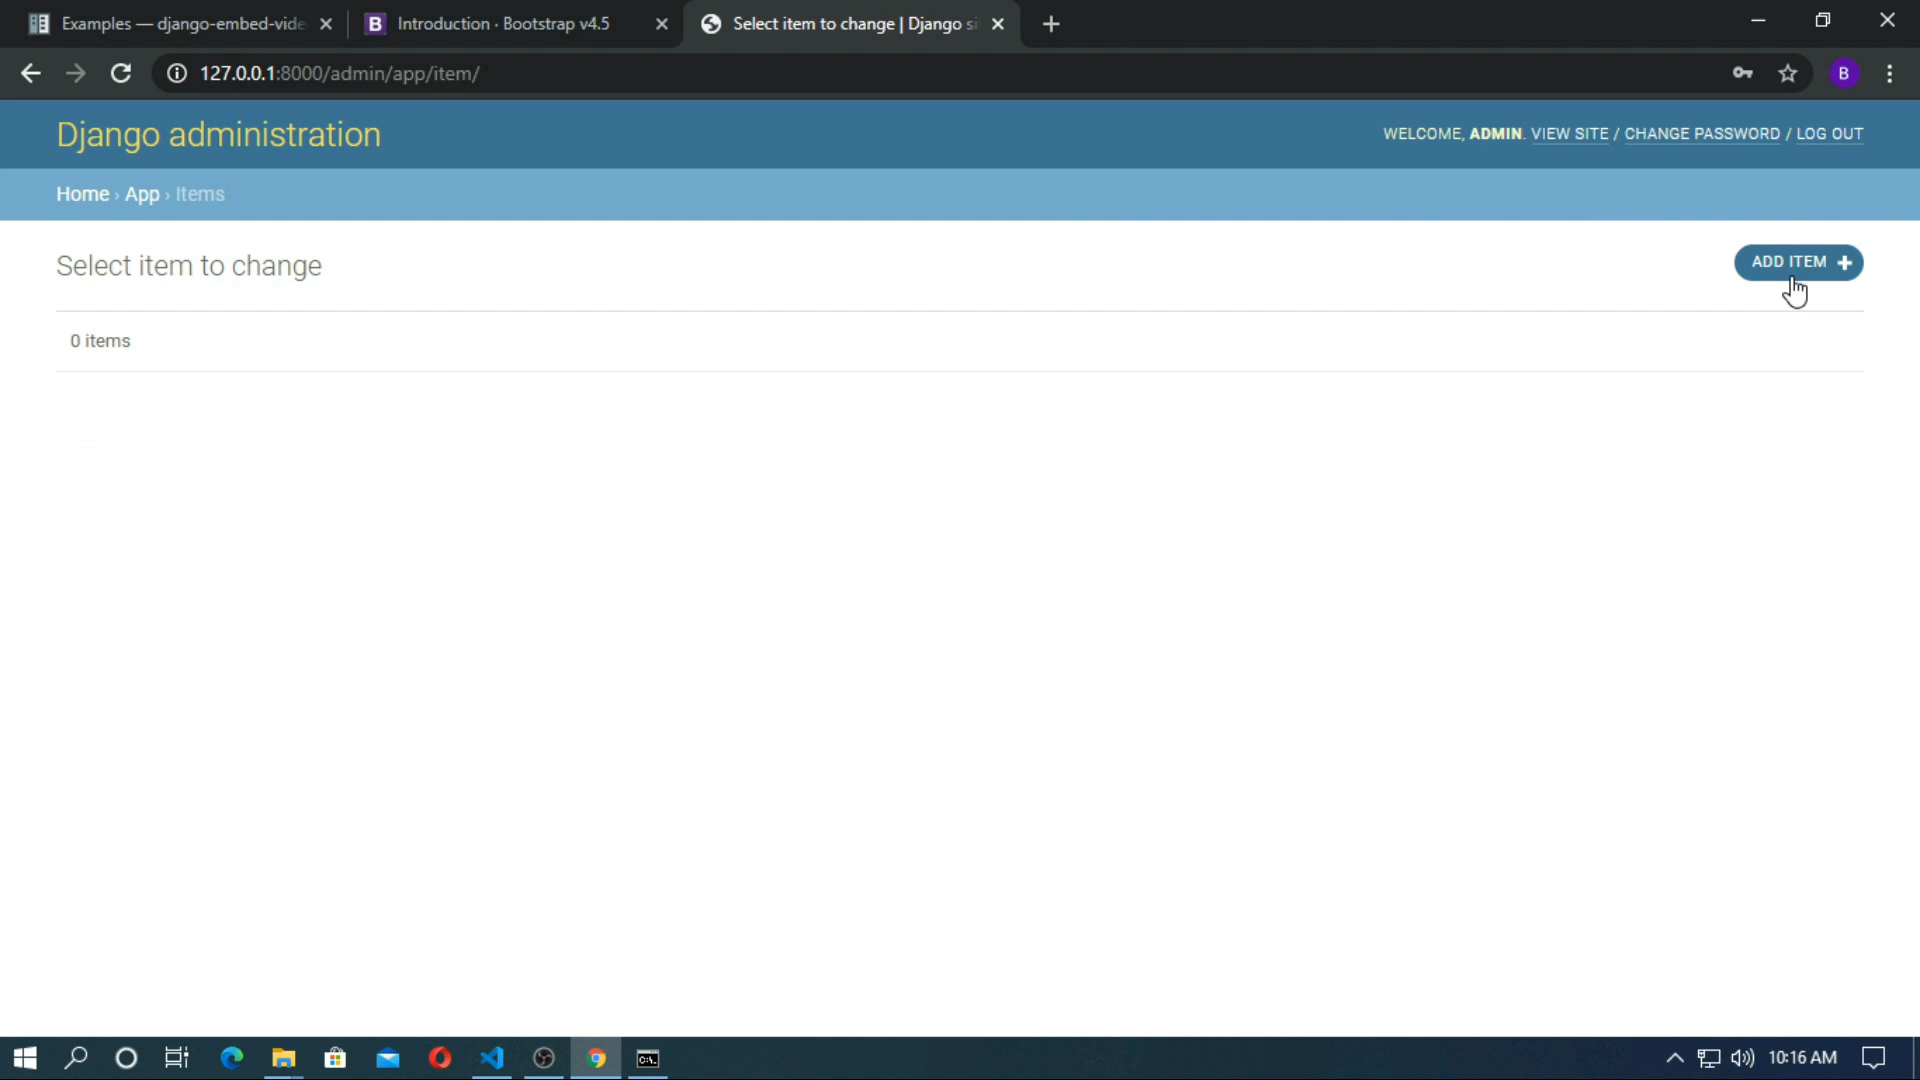 Examples — django-embed-vide
B Introduction · Bootstrap v4.5
Select item to change | Django si
127.0.0.1:8000/admin/app/item/
B
Django administration
WELCOME, ADMIN. VIEW SITE / CHANGE PASSWORD / LOG OUT
Home › App › Items
Select item to change
ADD ITEM +
0 items
C:\.
10:16 AM